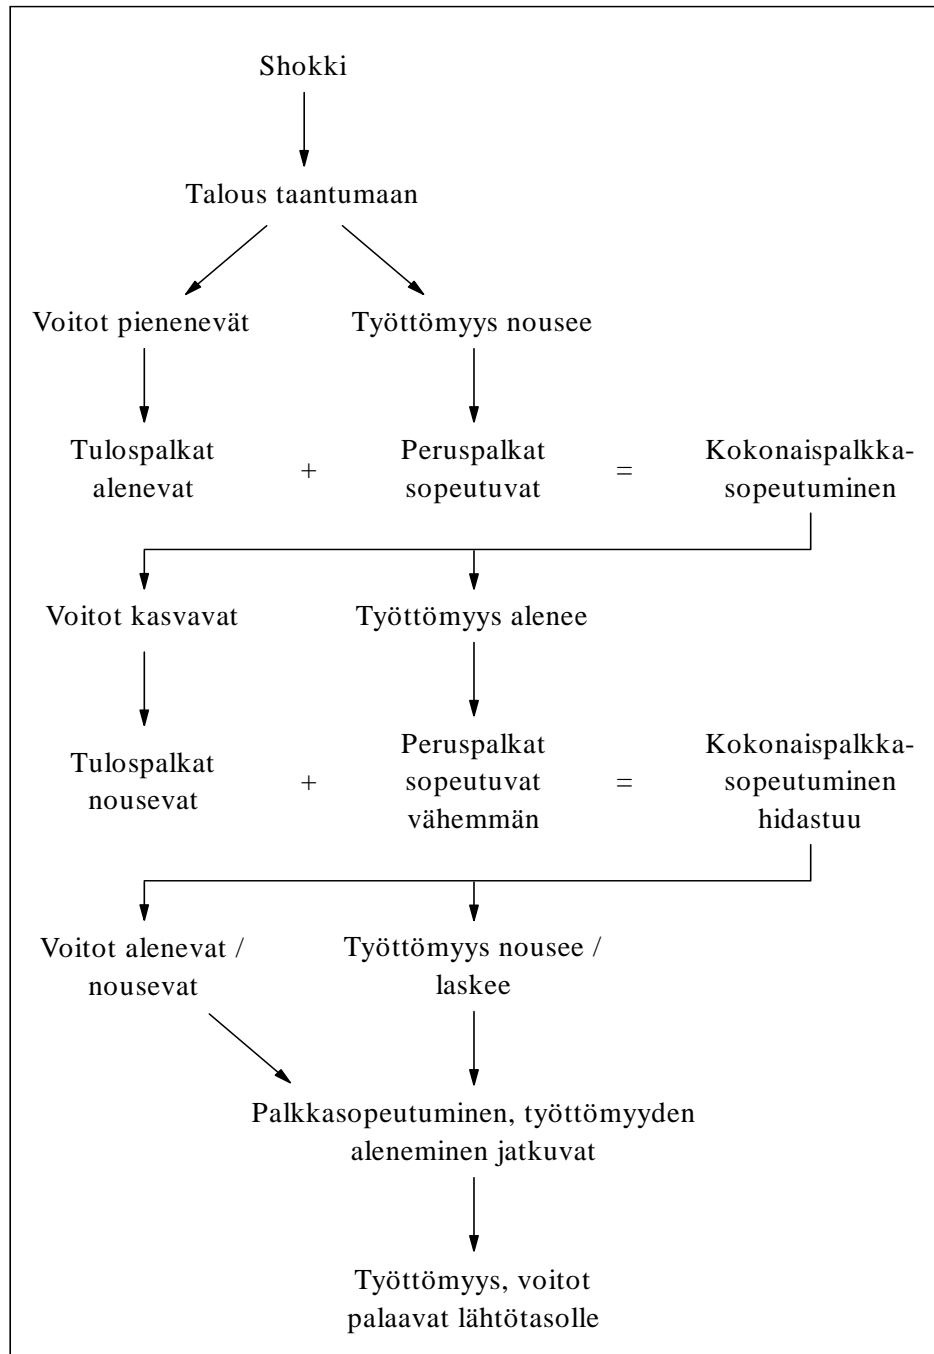 Shokki
Talous taantumaan
Voitot pienenevät
Työttömyys nousee
Tulospalkat
alenevat
+
Peruspalkat
sopeutuvat
=
Kokonaispalkka-
sopeutuminen
Voitot kasvavat
Työttömyys alenee
Tulospalkat
nousevat
+
Peruspalkat
sopeutuvat
vähemmän
=
Kokonaispalkka-
sopeutuminen
hidastuu
Voitot alenevat /
nousevat
Työttömyys nousee /
laskee
Palkkasopeutuminen, työttömyyden
aleneminen jatkuvat
Työttömyys, voitot
palaavat lähtötasolle